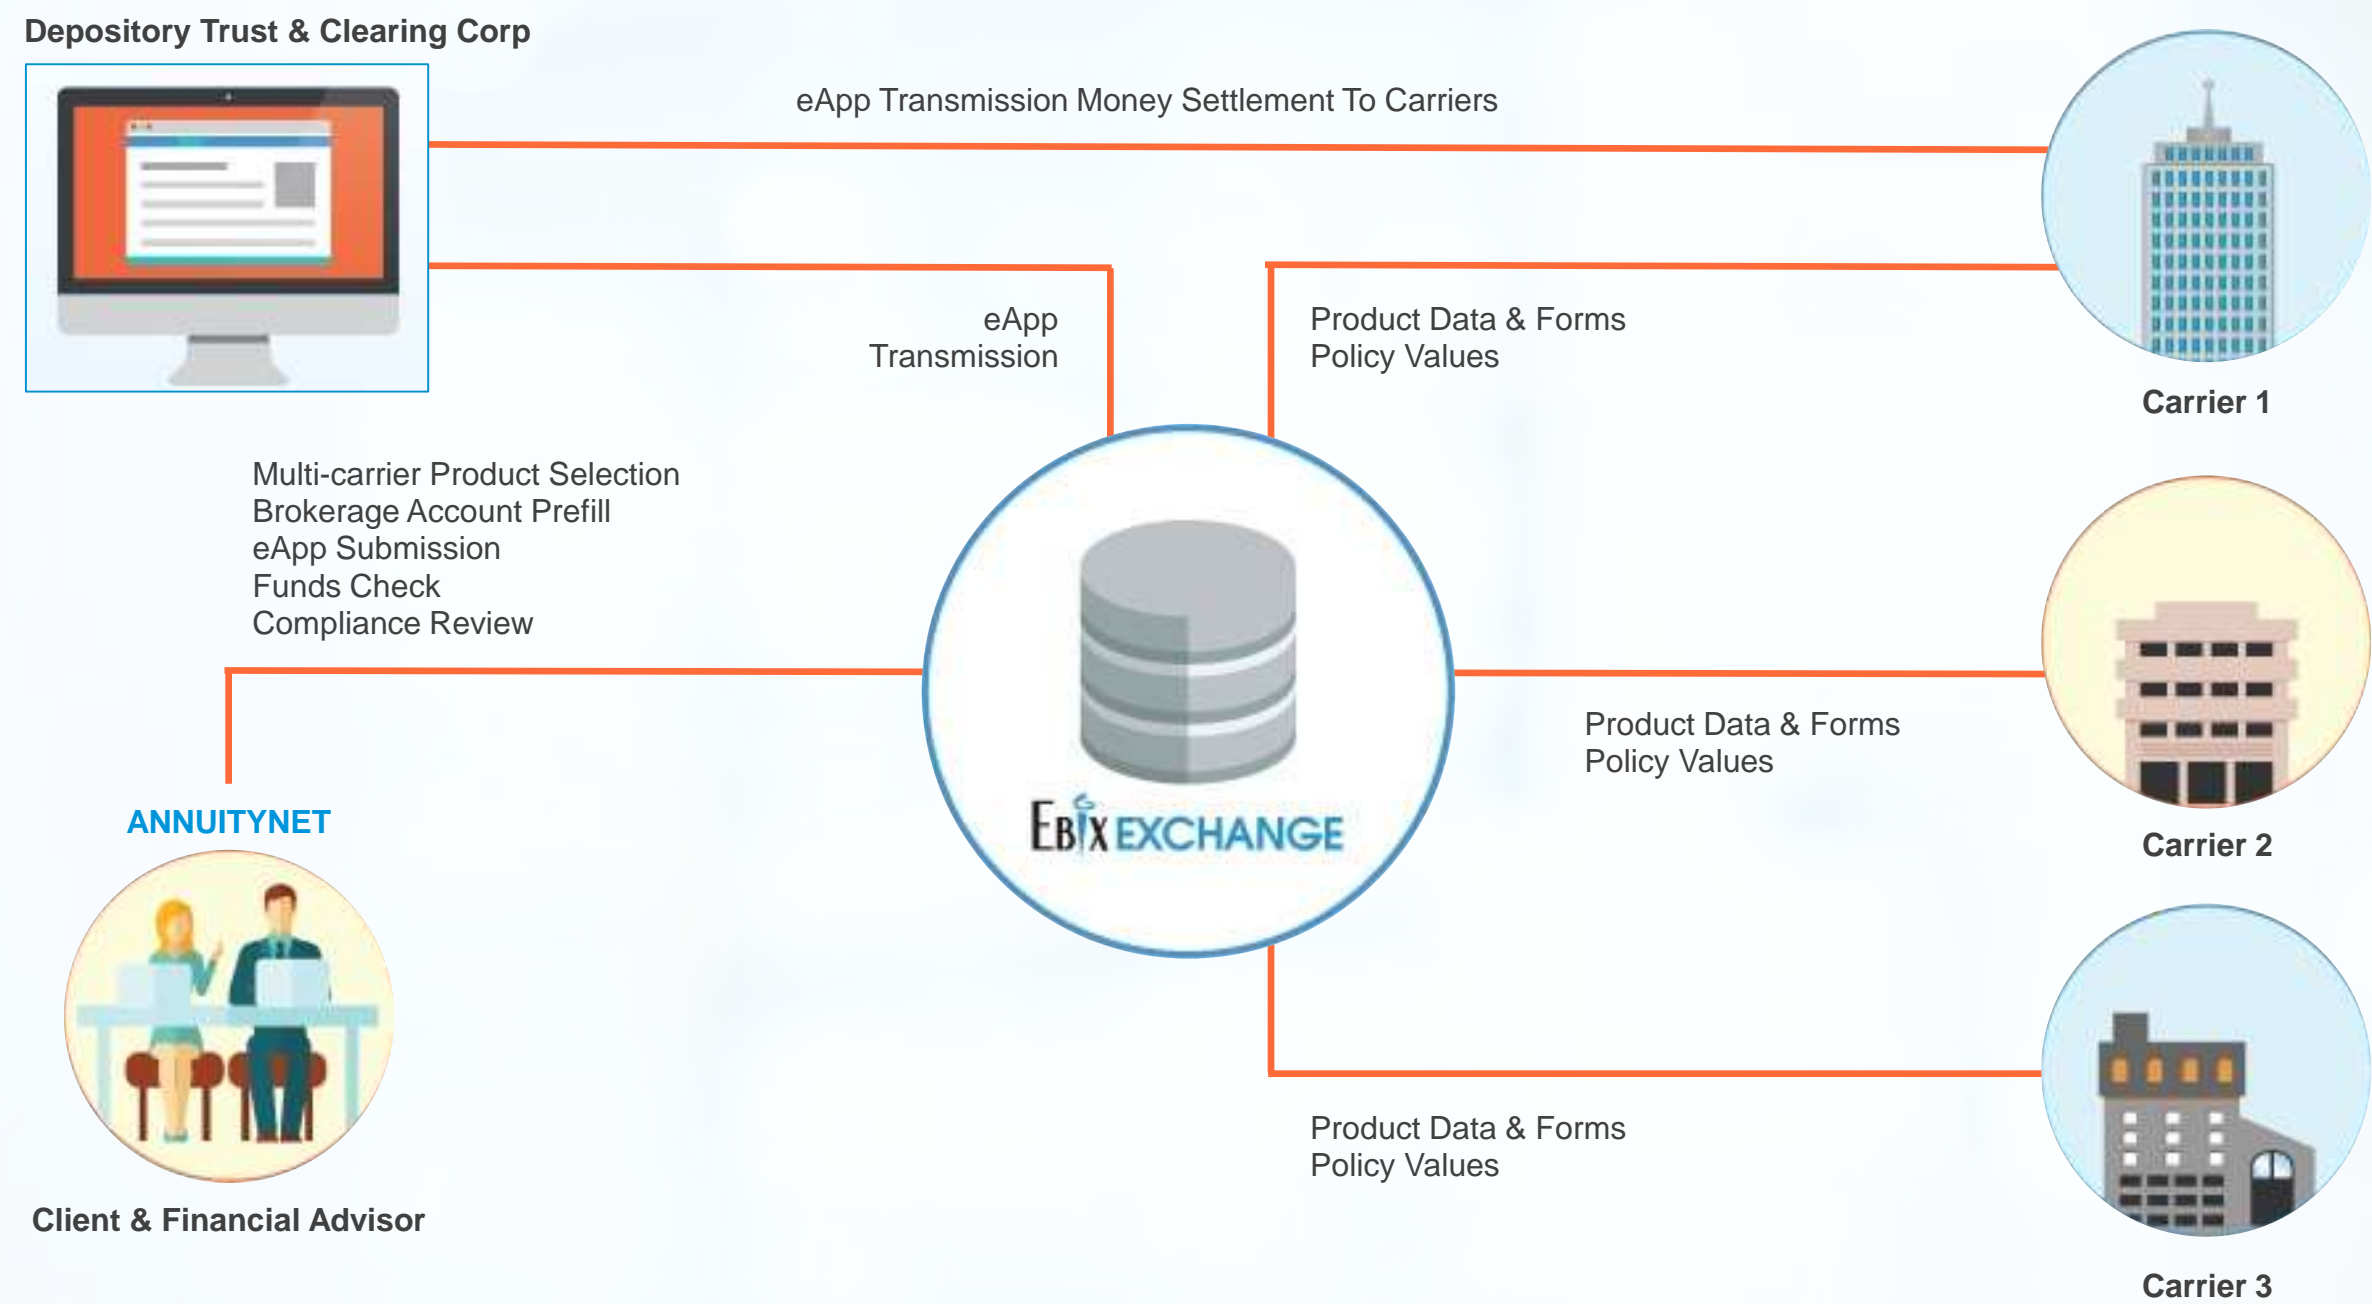 Depository Trust & Clearing Corp
eApp Transmission Money Settlement To Carriers
eApp
Transmission
Product Data & Forms
Policy Values
Carrier 1
Multi-carrier Product Selection
Brokerage Account Prefill
eApp Submission
Funds Check
Compliance Review
EBIX EXCHANGE
Product Data & Forms
Policy Values
Carrier 2
ANNUITYNET
Client & Financial Advisor
Product Data & Forms
Policy Values
Carrier 3